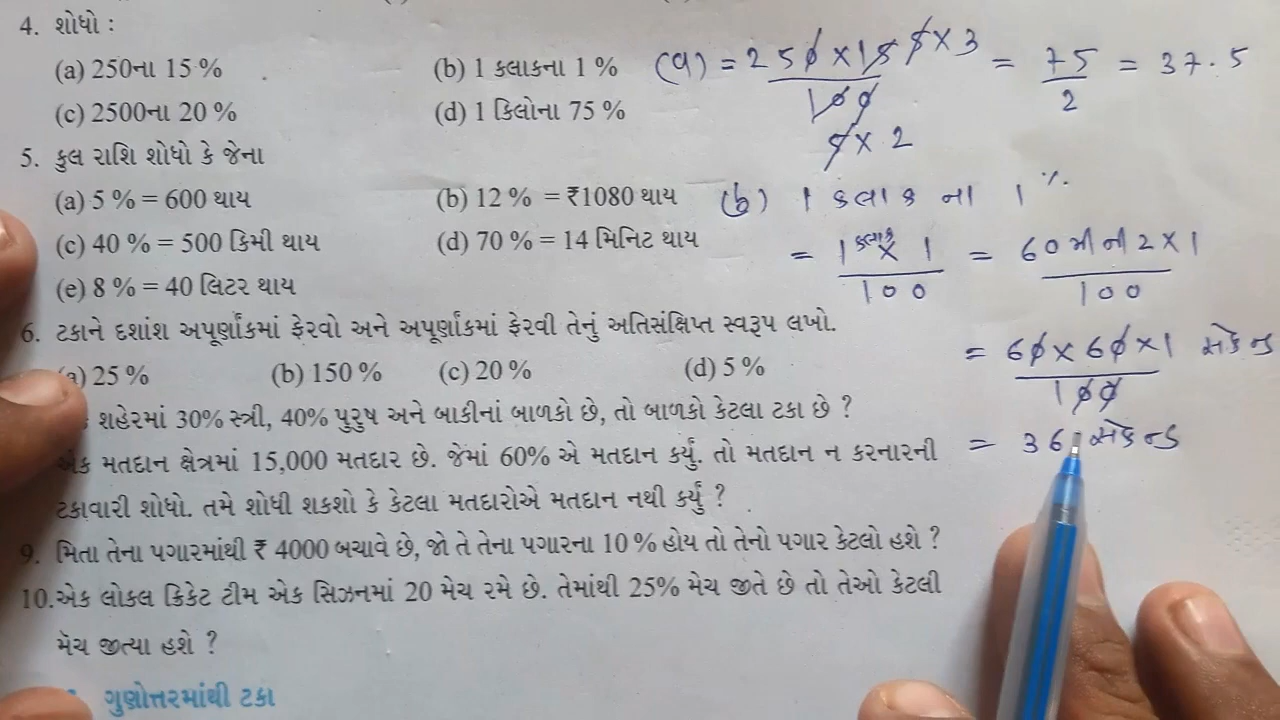 4. શોધો :
(a) 250ના 15 % (b) 1 કલાકના 1 %
(c) 2500ના 20 % (d) 1 કિલોના 75 %
5. કુલ રાશિ શોધો કે જેના
(a) 5 % = 600 થાય (b) 12 % = ₹1080 થાય
(c) 40 % = 500 કિમી થાય (d) 70 % = 14 મિનિટ થાય
(e) 8 % = 40 લિટર થાય
6. ટકાને દશાંશ અપૂર્ણાંકમાં ફેરવો અને અપૂર્ણાંકમાં ફેરવી તેનું અતિસંક્ષિપ્ત સ્વરૂપ લખો.
a) 25 % (b) 150 % (c) 20 % (d) 5 %
શહેરમાં 30% સ્ત્રી, 40% પુરુષ અને બાકીનાં બાળકો છે, તો બાળકો કેટલા ટકા છે ?
એક મતદાન ક્ષેત્રમાં 15,000 મતદાર છે. જેમાં 60% એ મતદાન કર્યું. તો મતદાન ન કરનારની
ટકાવારી શોધો. તમે શોધી શકશો કે કેટલા મતદારોએ મતદાન નથી કર્યું ?
9. મિતા તેના પગારમાંથી ₹ 4000 બચાવે છે, જો તે તેના પગારના 10 % હોય તો તેનો પગાર કેટલો હશે ?
10. એક લોકલ ક્રિકેટ ટીમ એક સિઝનમાં 20 મેચ રમે છે. તેમાંથી 25% મેચ જીતે છે તો તેઓ કેટલી
મૅચ જીત્યા હશે ?
ગુણોત્તરમાંથી ટકા
(a) = 250 × 15 5 × 3 = 75 = 37.5
100 2
5 × 2
(b) 1 કલાક ના 1 %
= 1 કલાક × 1 = 60 મીનીટ × 1
100 100
= 60 × 60 × 1 સેકન્ડ
100
= 36 સેકન્ડ